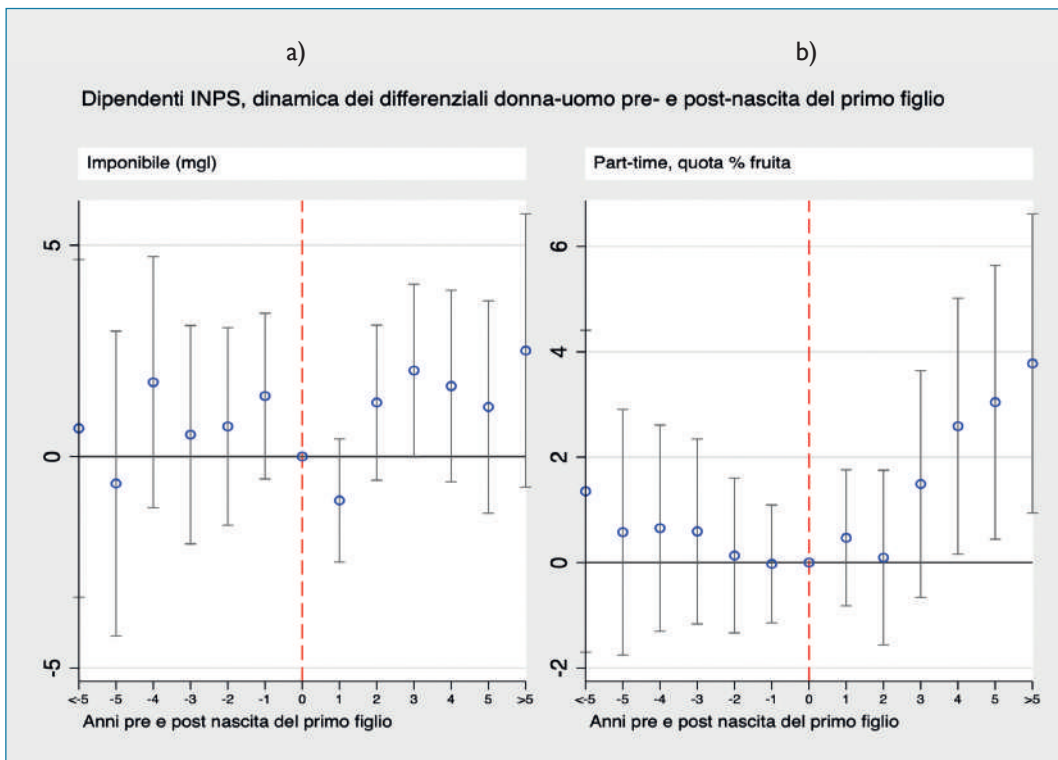 a)
b)
Dipendenti INPS, dinamica dei differenziali donna-uomo pre- e post-nascita del primo figlio
Imponibile (mgl)
5
0
-5
<-5 -5 -4 -3 -2 -1 0 1 2 3 4 5 >5
Anni pre e post nascita del primo figlio
Part-time, quota % fruita
6
4
2
0
-2
<-5 -5 -4 -3 -2 -1 0 1 2 3 4 5 >5
Anni pre e post nascita del primo figlio